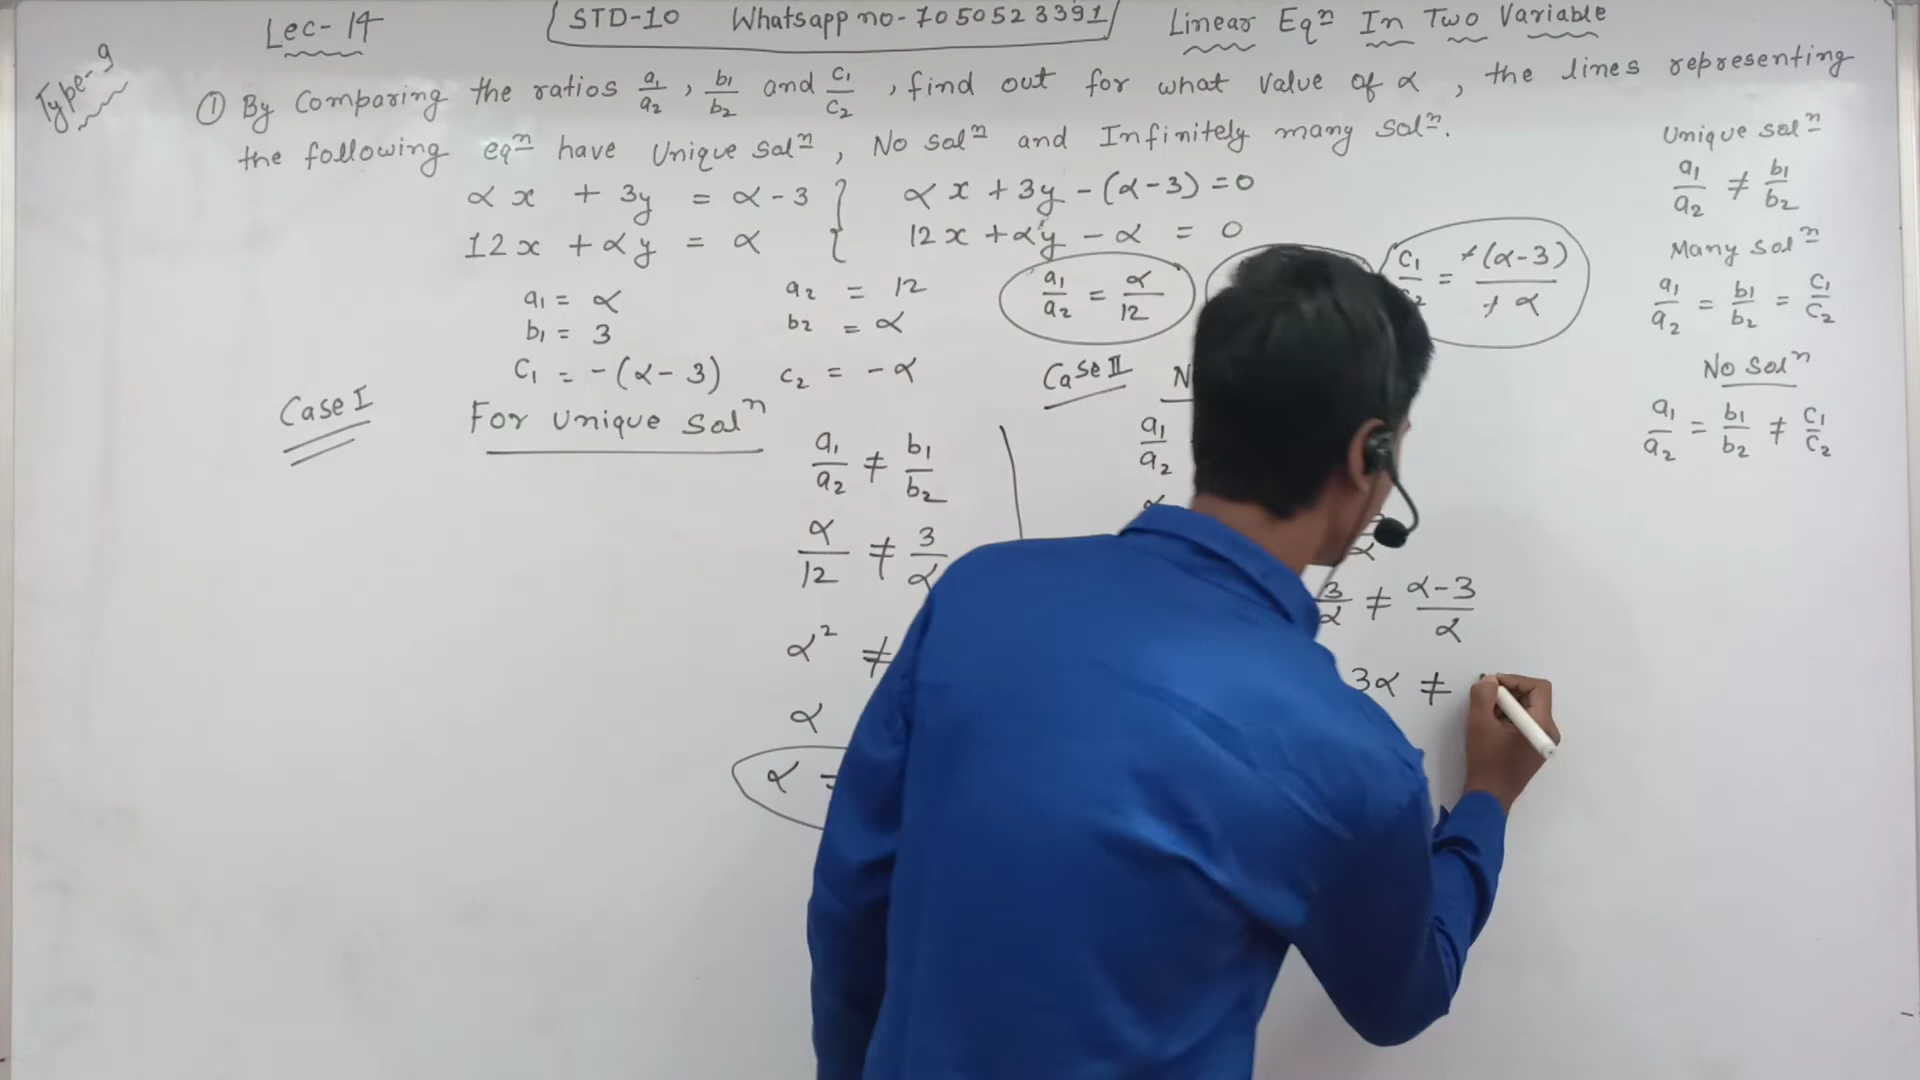 Lec-14
STD-10 Whatsapp no-7050523391
Linear Eqⁿ In Two Variable
Type-9
① By Comparing the ratios a₁/a₂, b₁/b₂ and c₁/c₂, find out for what value of α, the lines representing
the following eqⁿ have Unique solⁿ, No solⁿ and Infinitely many solⁿ.
αx + 3y = α-3
12x + αy = α
αx + 3y - (α-3) = 0
12x + αy - α = 0
a₁ = α
b₁ = 3
C₁ = -(α-3)
a₂ = 12
b₂ = α
c₂ = -α
a₁/a₂ = α/12
C₁/ = -(α-3)/-α
Case I
For Unique Solⁿ
a₁/a₂ ≠ b₁/b₂
α/12 ≠ 3/α
α² ≠
α
α
Case II
a₁/a₂
3/α ≠ α-3/α
3α ≠
Unique solⁿ
a₁/a₂ ≠ b₁/b₂
Many solⁿ
a₁/a₂ = b₁/b₂ = C₁/C₂
No Solⁿ
a₁/a₂ = b₁/b₂ ≠ C₁/C₂